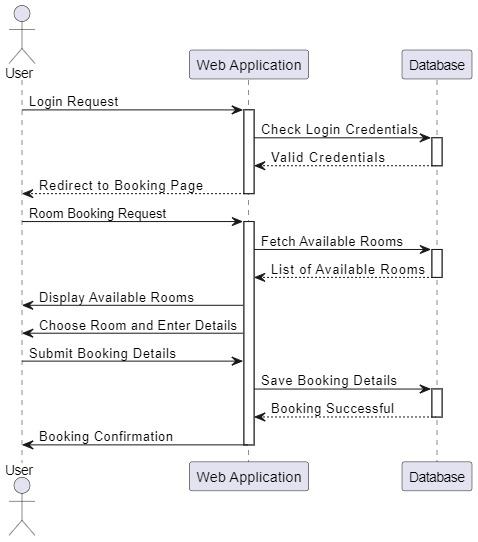 User
Web Application
Database
Login Request
Check Login Credentials
Valid Credentials
Redirect to Booking Page
Room Booking Request
Fetch Available Rooms
List of Available Rooms
Display Available Rooms
Choose Room and Enter Details
Submit Booking Details
Save Booking Details
Booking Successful
Booking Confirmation
User
Web Application
Database